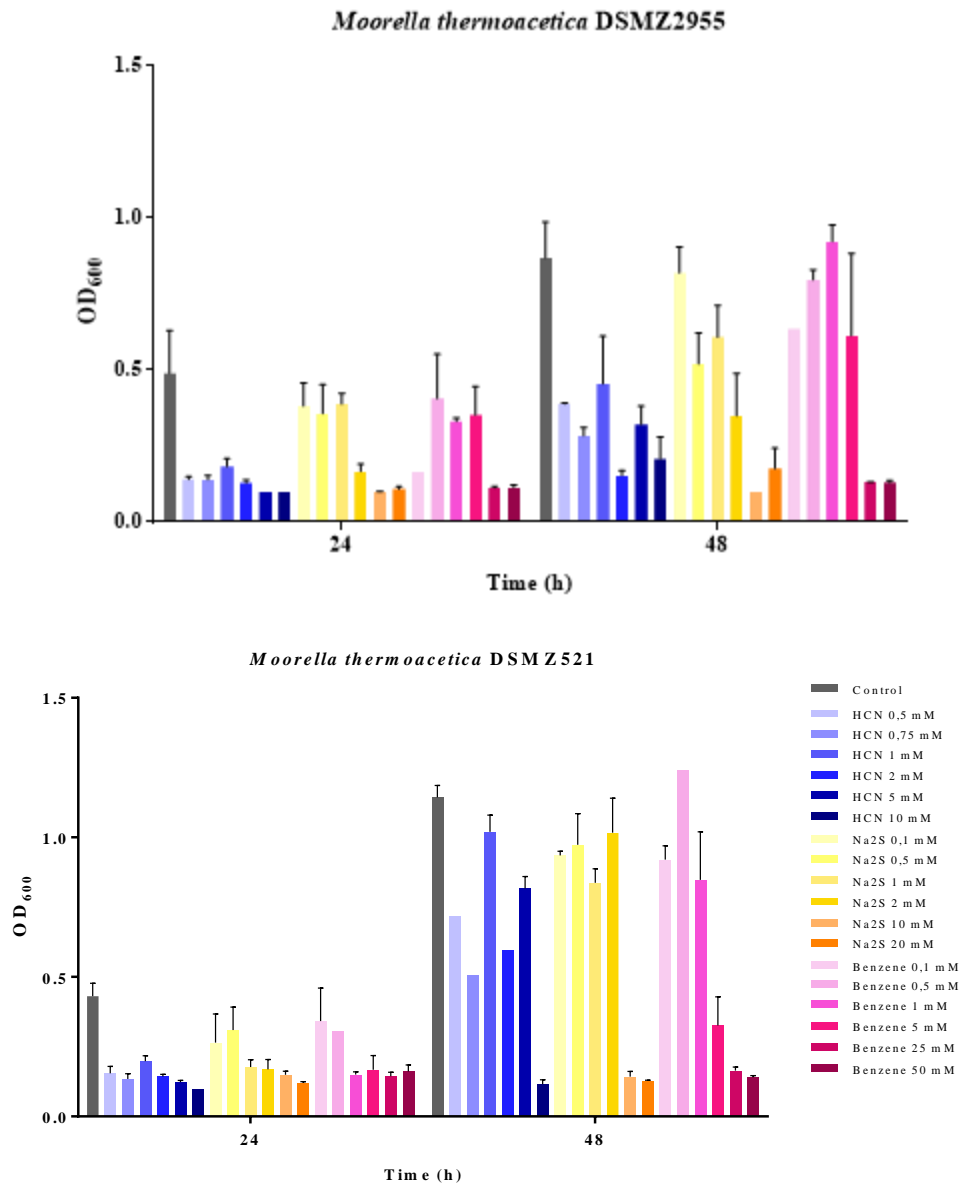 Moorella thermoacetica DSMZ2955
1.5
1.0
0.5
0.0
OD600
24
48
Time (h)
Moorella thermoacetica DSMZ521
1.5
1.0
0.5
0.0
OD600
24
48
Time (h)
Control
HCN 0,5 mM
HCN 0,75 mM
HCN 1 mM
HCN 2 mM
HCN 5 mM
HCN 10 mM
Na2S 0,1 mM
Na2S 0,5 mM
Na2S 1 mM
Na2S 2 mM
Na2S 10 mM
Na2S 20 mM
Benzene 0,1 mM
Benzene 0,5 mM
Benzene 1 mM
Benzene 5 mM
Benzene 25 mM
Benzene 50 mM